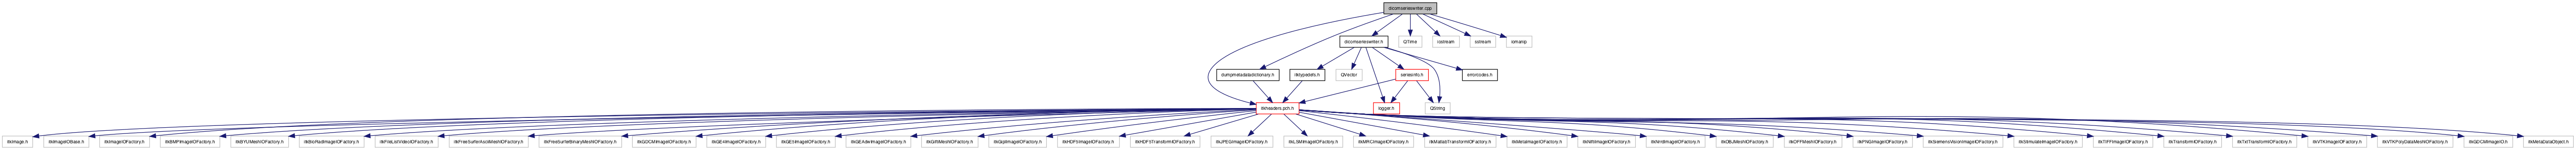 dicomserieswriter.cpp
dicomserieswriter.h
QTime
iostream
sstream
iomanip
dumpmetadatadictionary.h
itktypedefs.h
QVector
seriesinfo.h
errorcodes.h
itkheaders.pch.h
logger.h
QString
itkImage.h
itkImageIOBase.h
itkImageIOFactory.h
itkBMPImageIOFactory.h
itkBYUMeshIOFactory.h
itkBioRadImageIOFactory.h
itkFileListVideoIOFactory.h
itkFreeSurferAsciiMeshIOFactory.h
itkFreeSurferBinaryMeshIOFactory.h
itkGDCMImageIOFactory.h
itkGE4ImageIOFactory.h
itkGE5ImageIOFactory.h
itkGEAdwImageIOFactory.h
itkGiftiMeshIOFactory.h
itkGiplImageIOFactory.h
itkHDF5ImageIOFactory.h
itkHDF5TransformIOFactory.h
itkJPEGImageIOFactory.h
itkLSMImageIOFactory.h
itkMRCImageIOFactory.h
itkMatlabTransformIOFactory.h
itkMetaImageIOFactory.h
itkNiftiImageIOFactory.h
itkNrrdImageIOFactory.h
itkOBJMeshIOFactory.h
itkOFFMeshIOFactory.h
itkPNGImageIOFactory.h
itkSiemensVisionImageIOFactory.h
itkStimulateImageIOFactory.h
itkTIFFImageIOFactory.h
itkTransformIOFactory.h
itkTxtTransformIOFactory.h
itkVTKImageIOFactory.h
itkVTKPolyDataMeshIOFactory.h
itkGDCMImageIO.h
itkMetaDataObject.h